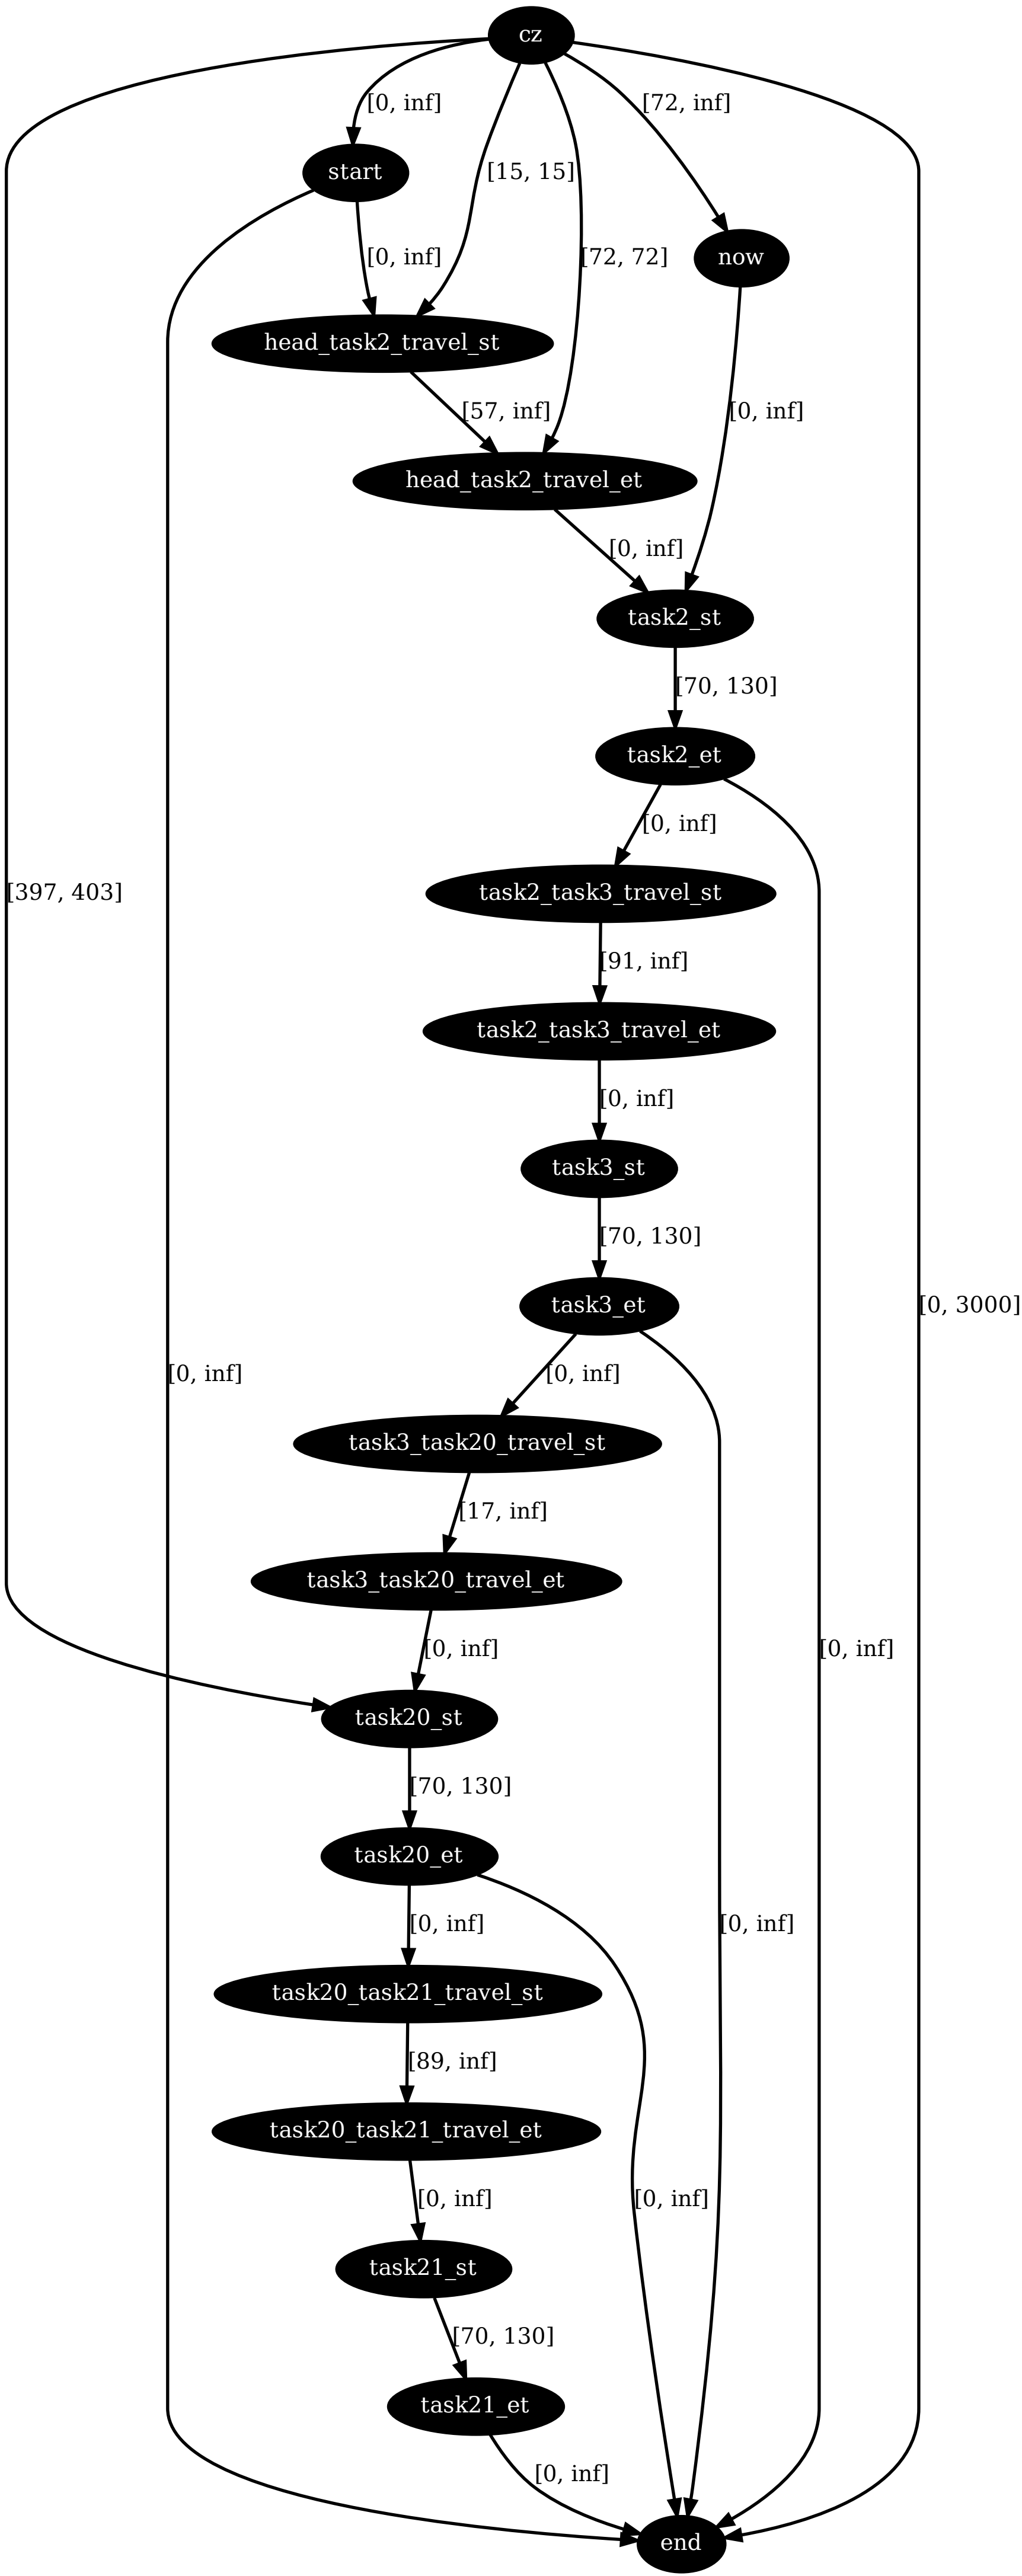 cz
[0, inf]
[72, inf]
[15, 15]
start
[0, inf]
[72, 72]
now
head_task2_travel_st
[57, inf]
[0, inf]
head_task2_travel_et
[0, inf]
task2_st
[70, 130]
task2_et
[0, inf]
[397, 403]
task2_task3_travel_st
[91, inf]
task2_task3_travel_et
[0, inf]
task3_st
[70, 130]
task3_et
[0, 3000]
[0, inf]
[0, inf]
task3_task20_travel_st
[17, inf]
task3_task20_travel_et
[0, inf]
[0, inf]
task20_st
[70, 130]
task20_et
[0, inf]
[0, inf]
task20_task21_travel_st
[89, inf]
task20_task21_travel_et
[0, inf]
[0, inf]
task21_st
[70, 130]
task21_et
[0, inf]
end